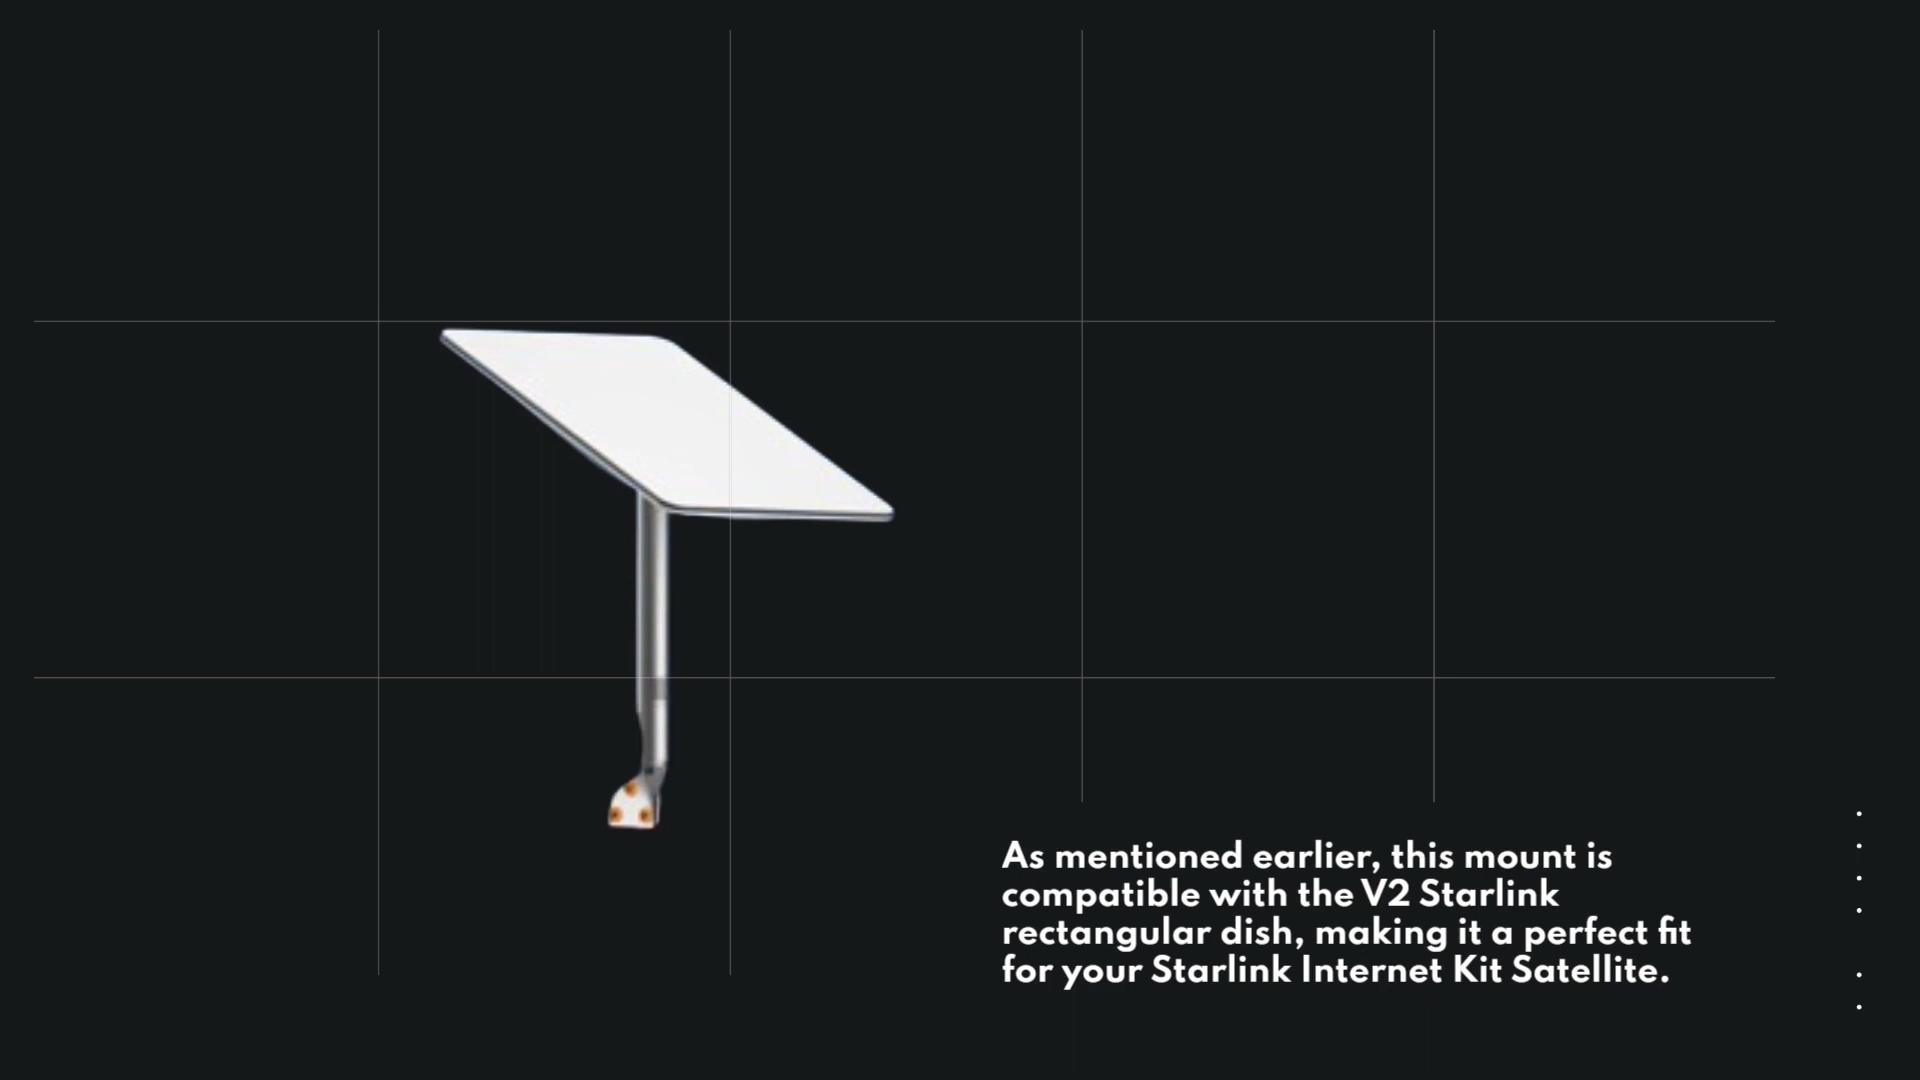 As mentioned earlier, this mount is
compatible with the V2 Starlink
rectangular dish, making it a perfect fit
for your Starlink Internet Kit Satellite.